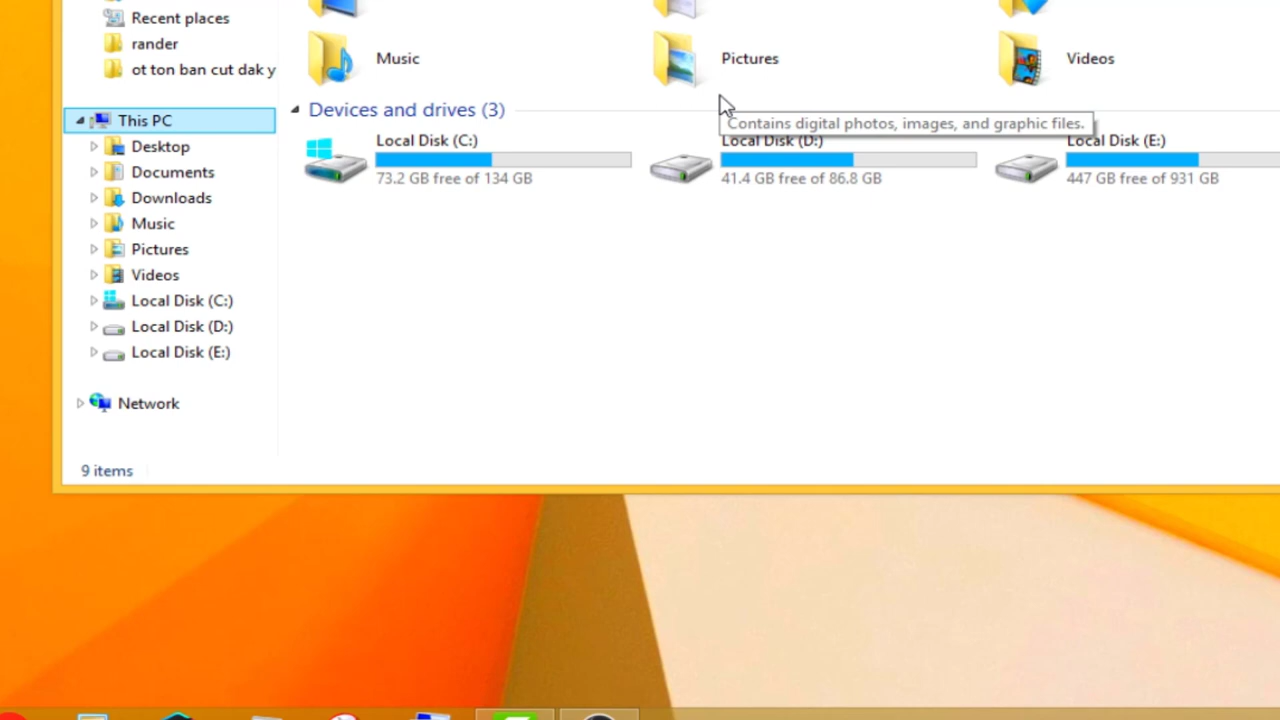 Recent places
rander
ot ton ban cut dak y
This PC
Desktop
Documents
Downloads
Music
Pictures
Videos
Local Disk (C:)
Local Disk (D:)
Local Disk (E:)
Network
9 items
Music
Pictures
Videos
Devices and drives (3)
Contains digital photos, images, and graphic files.
Local Disk (C:)
73.2 GB free of 134 GB
Local Disk (D:)
41.4 GB free of 86.8 GB
Local Disk (E:)
447 GB free of 931 GB